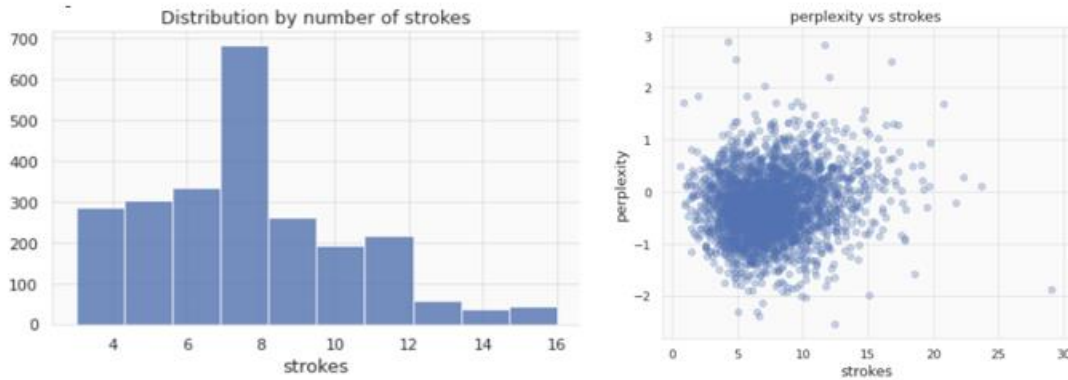 Distribution by number of strokes
700
600
500
400
300
200
100
0
4 6 8 10 12 14 16
strokes
perplexity vs strokes
3
2
1
0
−1
−2
perplexity
0 5 10 15 20 25 30
strokes